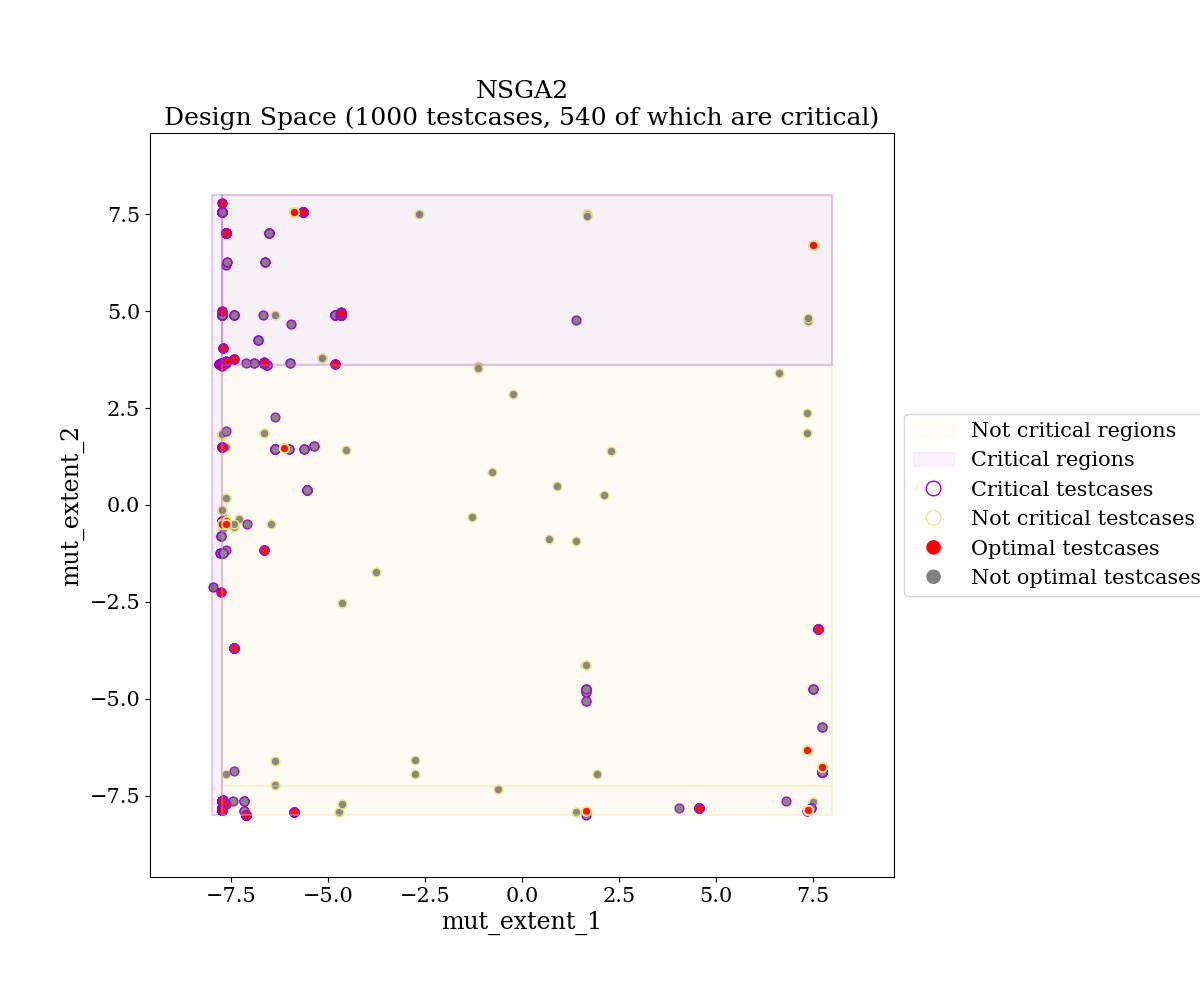 NSGA2
Design Space (1000 testcases, 540 of which are critical)
7.5
5.0
2.5
0.0
−2.5
−5.0
−7.5
mut_extent_2
−7.5
−5.0
−2.5
0.0
2.5
5.0
7.5
mut_extent_1
Not critical regions
Critical regions
Critical testcases
Not critical testcases
Optimal testcases
Not optimal testcases